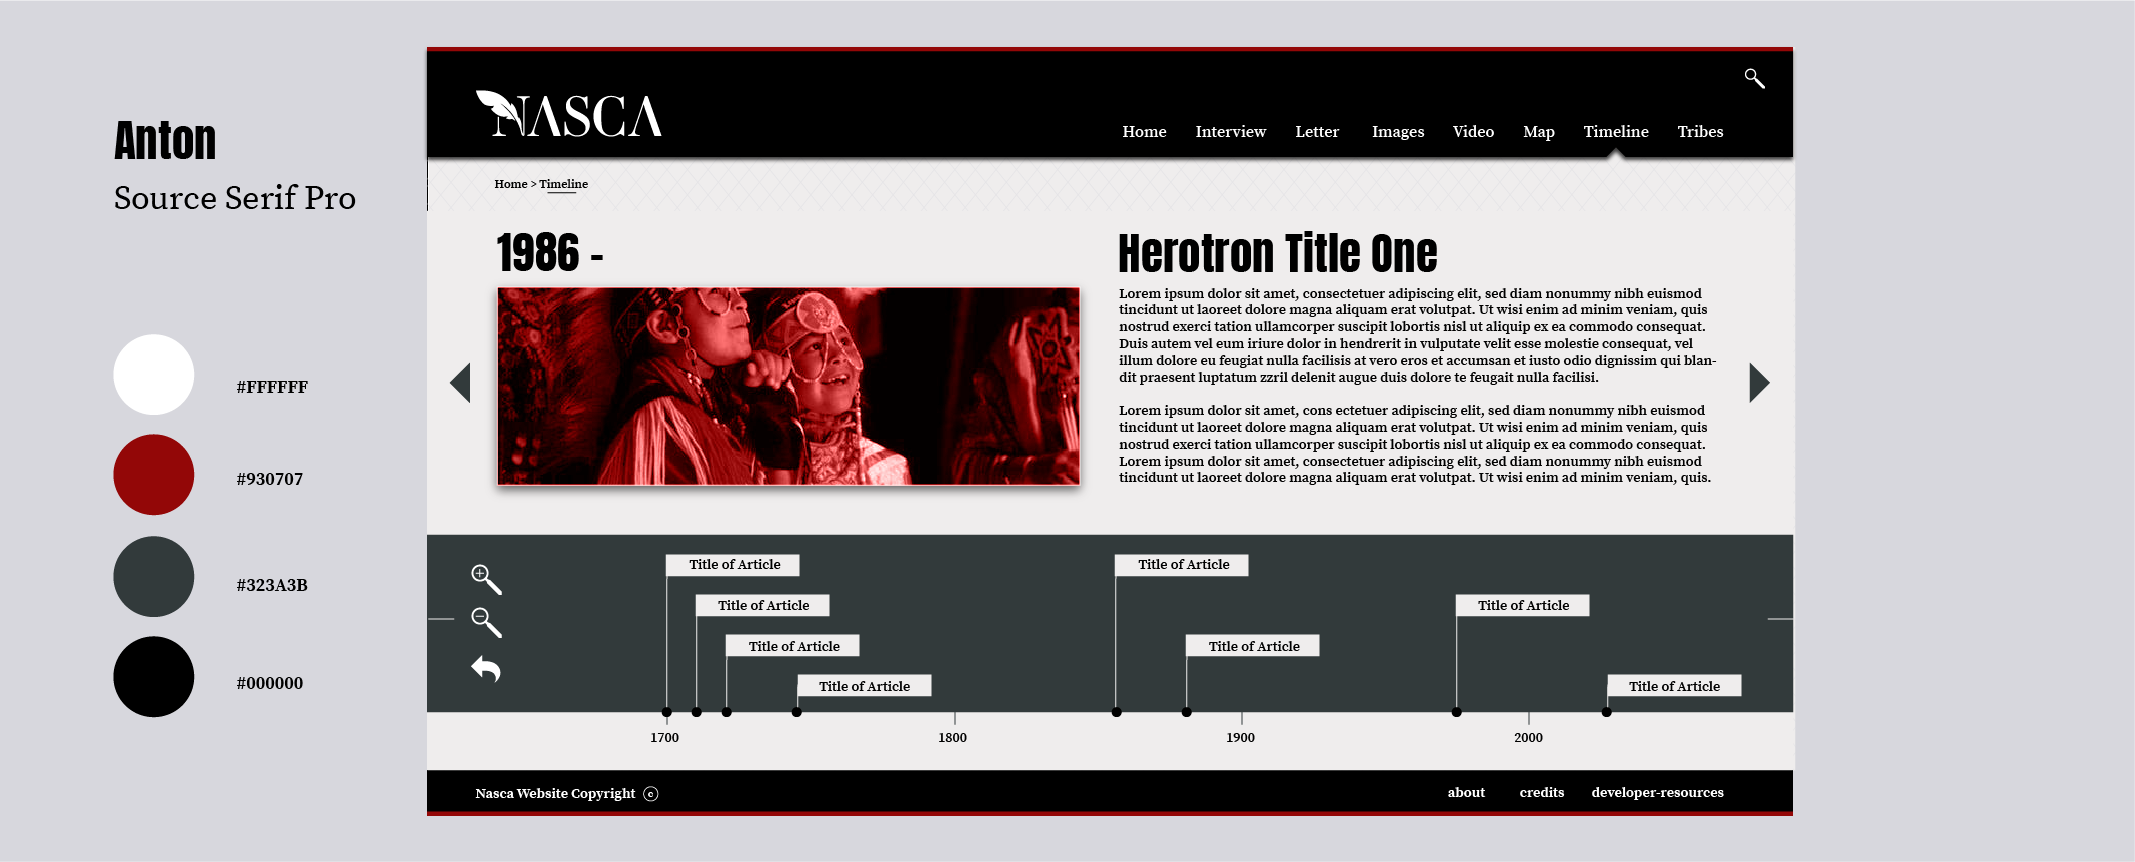 Anton
Source Serif Pro
#FFFFFF
#930707
#323A3B
#000000
NASCA
Home Interview Letter Images Video Map Timeline Tribes
Home > Timeline
1986 -
Herotron Title One
Lorem ipsum dolor sit amet, consectetuer adipiscing elit, sed diam nonummy nibh euismod
tincidunt ut laoreet dolore magna aliquam erat volutpat. Ut wisi enim ad minim veniam, quis
nostrud exerci tation ullamcorper suscipit lobortis nisl ut aliquip ex ea commodo consequat.
Duis autem vel eum iriure dolor in hendrerit in vulputate velit esse molestie consequat, vel
illum dolore eu feugiat nulla facilisis at vero eros et accumsan et iusto odio dignissim qui blan-
dit praesent luptatum zzril delenit augue duis dolore te feugait nulla facilisi.
Lorem ipsum dolor sit amet, cons ectetuer adipiscing elit, sed diam nonummy nibh euismod
tincidunt ut laoreet dolore magna aliquam erat volutpat. Ut wisi enim ad minim veniam, quis
nostrud exerci tation ullamcorper suscipit lobortis nisl ut aliquip ex ea commodo consequat.
Lorem ipsum dolor sit amet, consectetuer adipiscing elit, sed diam nonummy nibh euismod
tincidunt ut laoreet dolore magna aliquam erat volutpat. Ut wisi enim ad minim veniam, quis.
Title of Article
Title of Article
Title of Article
Title of Article
Title of Article
Title of Article
Title of Article
Title of Article
1700 1800 1900 2000
Nasca Website Copyright ©
about credits developer-resources